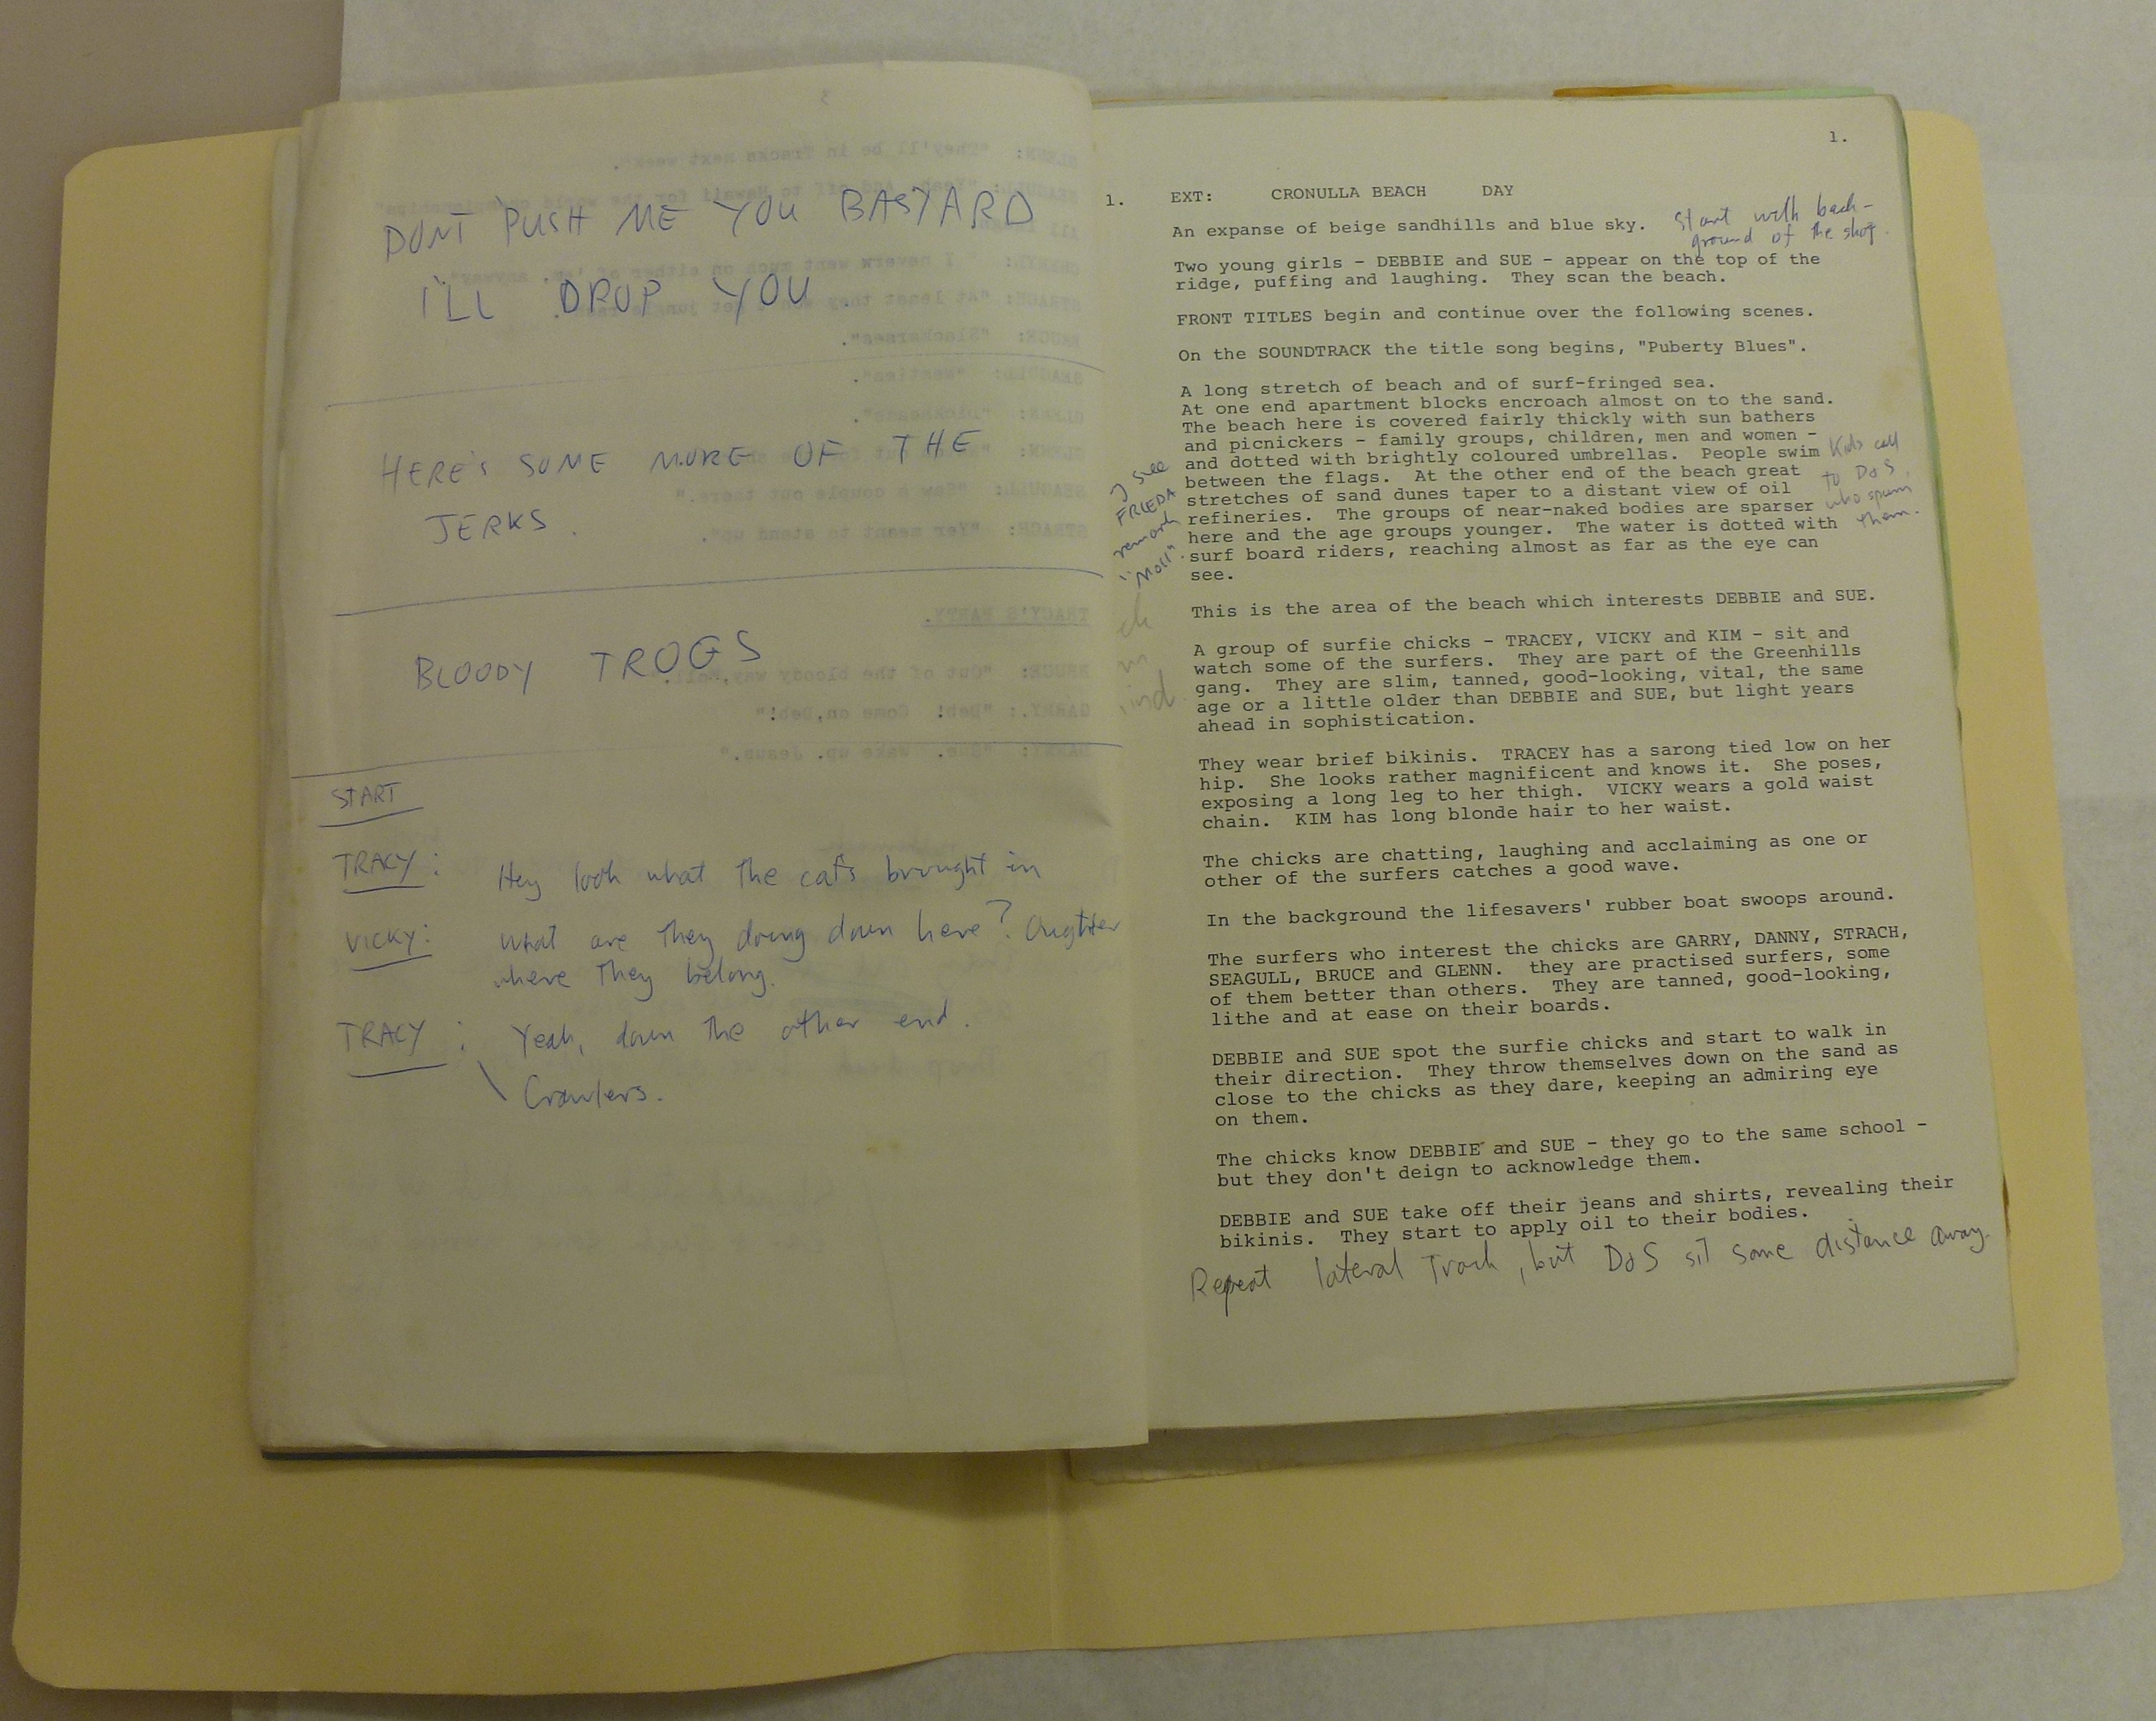 DONT PUSH ME YOU BASTARD
I'LL DROP YOU
HERE'S SOME MORE OF THE
JERKS.
BLOODY TROGS
START
TRACY: Hey look what the cats brought in
VICKY: What are they doing down here? Oughter
where they belong.
TRACY: Yeah, down the other end.
Crawlers.
1.
1. EXT: CRONULLA BEACH DAY
An expanse of beige sandhills and blue sky.
Start with back-
ground of the shot.
Two young girls - DEBBIE and SUE - appear on the top of the
ridge, puffing and laughing. They scan the beach.
FRONT TITLES begin and continue over the following scenes.
On the SOUNDTRACK the title song begins, "Puberty Blues".
A long stretch of beach and of surf-fringed sea.
At one end apartment blocks encroach almost on to the sand.
The beach here is covered fairly thickly with sun bathers
and picnickers - family groups, children, men and women -
and dotted with brightly coloured umbrellas. People swim
between the flags. At the other end of the beach great
stretches of sand dunes taper to a distant view of oil
refineries. The groups of near-naked bodies are sparser
here and the age groups younger. The water is dotted with
surf board riders, reaching almost as far as the eye can
see.
Kids call
to D&S
who spurn
them.
see
FRIEDA
remark
"Moll".
This is the area of the beach which interests DEBBIE and SUE.
A group of surfie chicks - TRACEY, VICKY and KIM - sit and
watch some of the surfers. They are part of the Greenhills
gang. They are slim, tanned, good-looking, vital, the same
age or a little older than DEBBIE and SUE, but light years
ahead in sophistication.
They wear brief bikinis. TRACEY has a sarong tied low on her
hip. She looks rather magnificent and knows it. She poses,
exposing a long leg to her thigh. VICKY wears a gold waist
chain. KIM has long blonde hair to her waist.
The chicks are chatting, laughing and acclaiming as one or
other of the surfers catches a good wave.
In the background the lifesavers' rubber boat swoops around.
The surfers who interest the chicks are GARRY, DANNY, STRACH,
SEAGULL, BRUCE and GLENN. they are practised surfers, some
of them better than others. They are tanned, good-looking,
lithe and at ease on their boards.
DEBBIE and SUE spot the surfie chicks and start to walk in
their direction. They throw themselves down on the sand as
close to the chicks as they dare, keeping an admiring eye
on them.
The chicks know DEBBIE and SUE - they go to the same school -
but they don't deign to acknowledge them.
DEBBIE and SUE take off their jeans and shirts, revealing their
bikinis. They start to apply oil to their bodies.
Repeat lateral Track, but D&S sit some distance away.